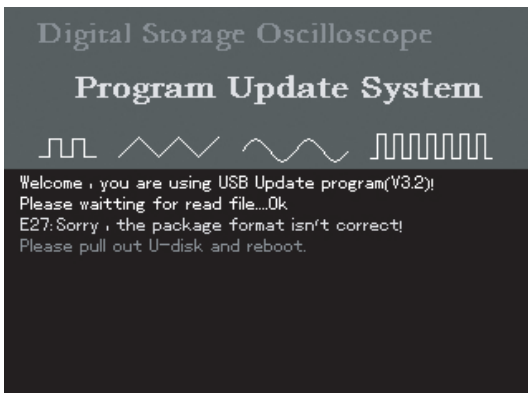 Digital Storage Oscilloscope
Program Update System
Welcome , you are using USB Update program(V3.2)!
Please waitting for read file....Ok
E27:Sorry , the package format isn't correct!
Please pull out U-disk and reboot.